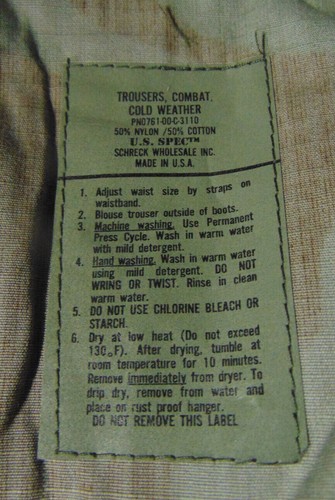 TROUSERS, COMBAT,
COLD WEATHER
PN0761-00-C-3110
50% NYLON /50% COTTON
U.S. SPEC™
SCHRECK WHOLESALE INC.
MADE IN U.S.A.
1. Adjust waist size by straps on
waistband.
2. Blouse trouser outside of boots.
3. Machine washing. Use Permanent
Press Cycle. Wash in warm water
with mild detergent.
4. Hand washing. Wash in warm water
using mild detergent. DO NOT
WRING OR TWIST. Rinse in clean
warm water.
5. DO NOT USE CHLORINE BLEACH OR
STARCH.
6. Dry at low heat (Do not exceed
130°F). After drying, tumble at
room temperature for 10 minutes.
Remove immediately from dryer. To
drip dry, remove from water and
place on rust proof hanger.
DO NOT REMOVE THIS LABEL